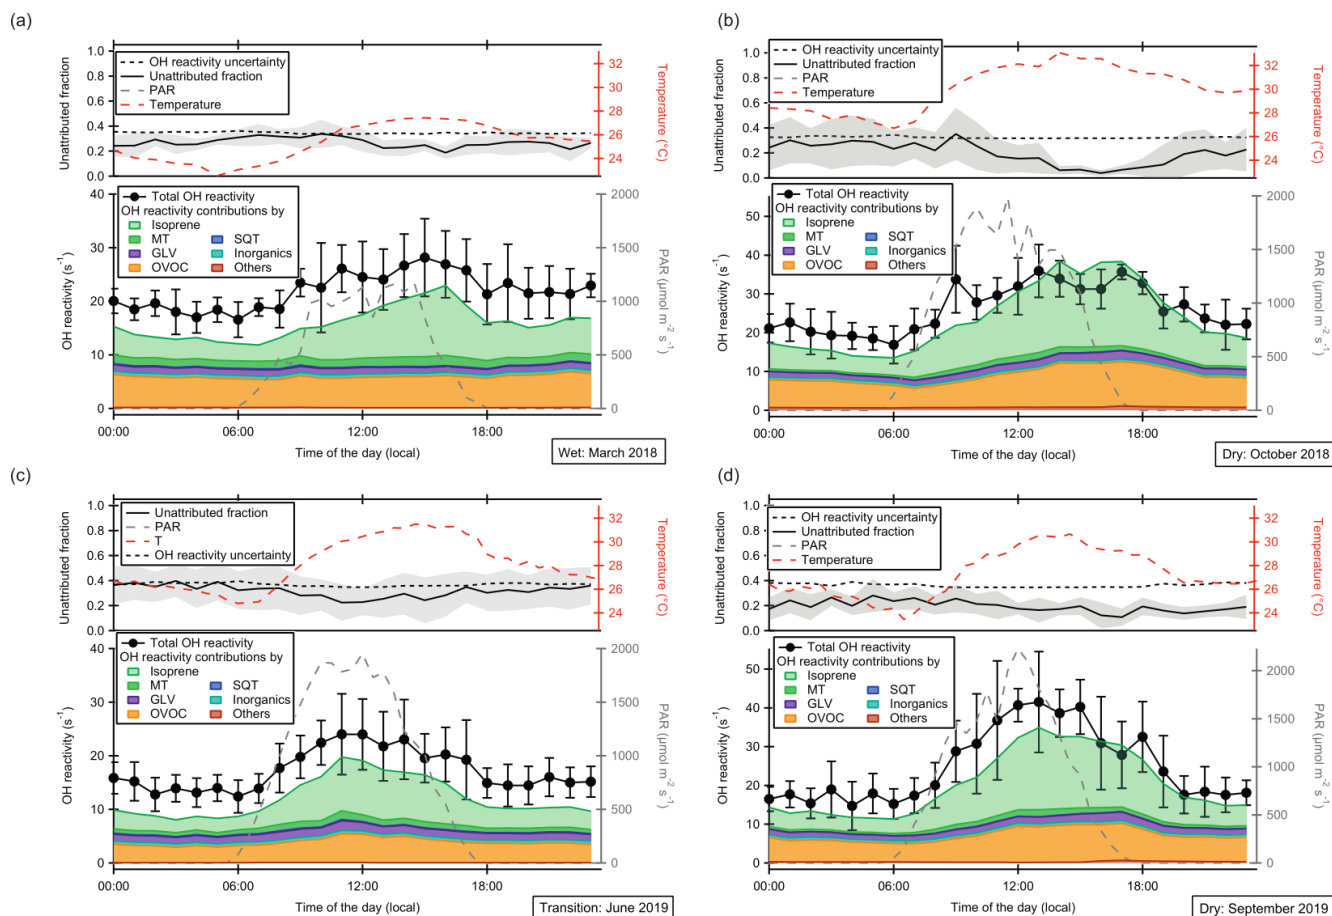 (a)
1.0
0.8
0.6
0.4
0.2
0.0
Unattributed fraction
OH reactivity uncertainty
Unattributed fraction
PAR
Temperature
32
30
28
26
24
Temperature (°C)
40
30
20
10
0
OH reactivity (s⁻¹)
Total OH reactivity
OH reactivity contributions by
Isoprene
MT SQT
GLV Inorganics
OVOC Others
2000
1500
1000
500
0
PAR (μmol m⁻² s⁻¹)
00:00 06:00 12:00 18:00
Time of the day (local)
Wet: March 2018
(b)
1.0
0.8
0.6
0.4
0.2
0.0
Unattributed fraction
OH reactivity uncertainty
Unattributed fraction
PAR
Temperature
32
30
28
26
24
Temperature (°C)
50
40
30
20
10
0
OH reactivity (s⁻¹)
Total OH reactivity
OH reactivity contributions by
Isoprene
MT SQT
GLV Inorganics
OVOC Others
2000
1500
1000
500
0
PAR (μmol m⁻² s⁻¹)
00:00 06:00 12:00 18:00
Time of the day (local)
Dry: October 2018
(c)
1.0
0.8
0.6
0.4
0.2
0.0
Unattributed fraction
Unattributed fraction
PAR
T
OH reactivity uncertainty
32
30
28
26
24
Temperature (°C)
40
30
20
10
0
OH reactivity (s⁻¹)
Total OH reactivity
OH reactivity contributions by
Isoprene
MT SQT
GLV Inorganics
OVOC Others
2000
1500
1000
500
0
PAR (μmol m⁻² s⁻¹)
00:00 06:00 12:00 18:00
Time of the day (local)
Transition: June 2019
(d)
1.0
0.8
0.6
0.4
0.2
0.0
Unattributed fraction
OH reactivity uncertainty
Unattributed fraction
PAR
Temperature
32
30
28
26
24
Temperature (°C)
50
40
30
20
10
0
OH reactivity (s⁻¹)
Total OH reactivity
OH reactivity contributions by
Isoprene
MT SQT
GLV Inorganics
OVOC Others
2000
1500
1000
500
0
PAR (μmol m⁻² s⁻¹)
00:00 06:00 12:00 18:00
Time of the day (local)
Dry: September 2019